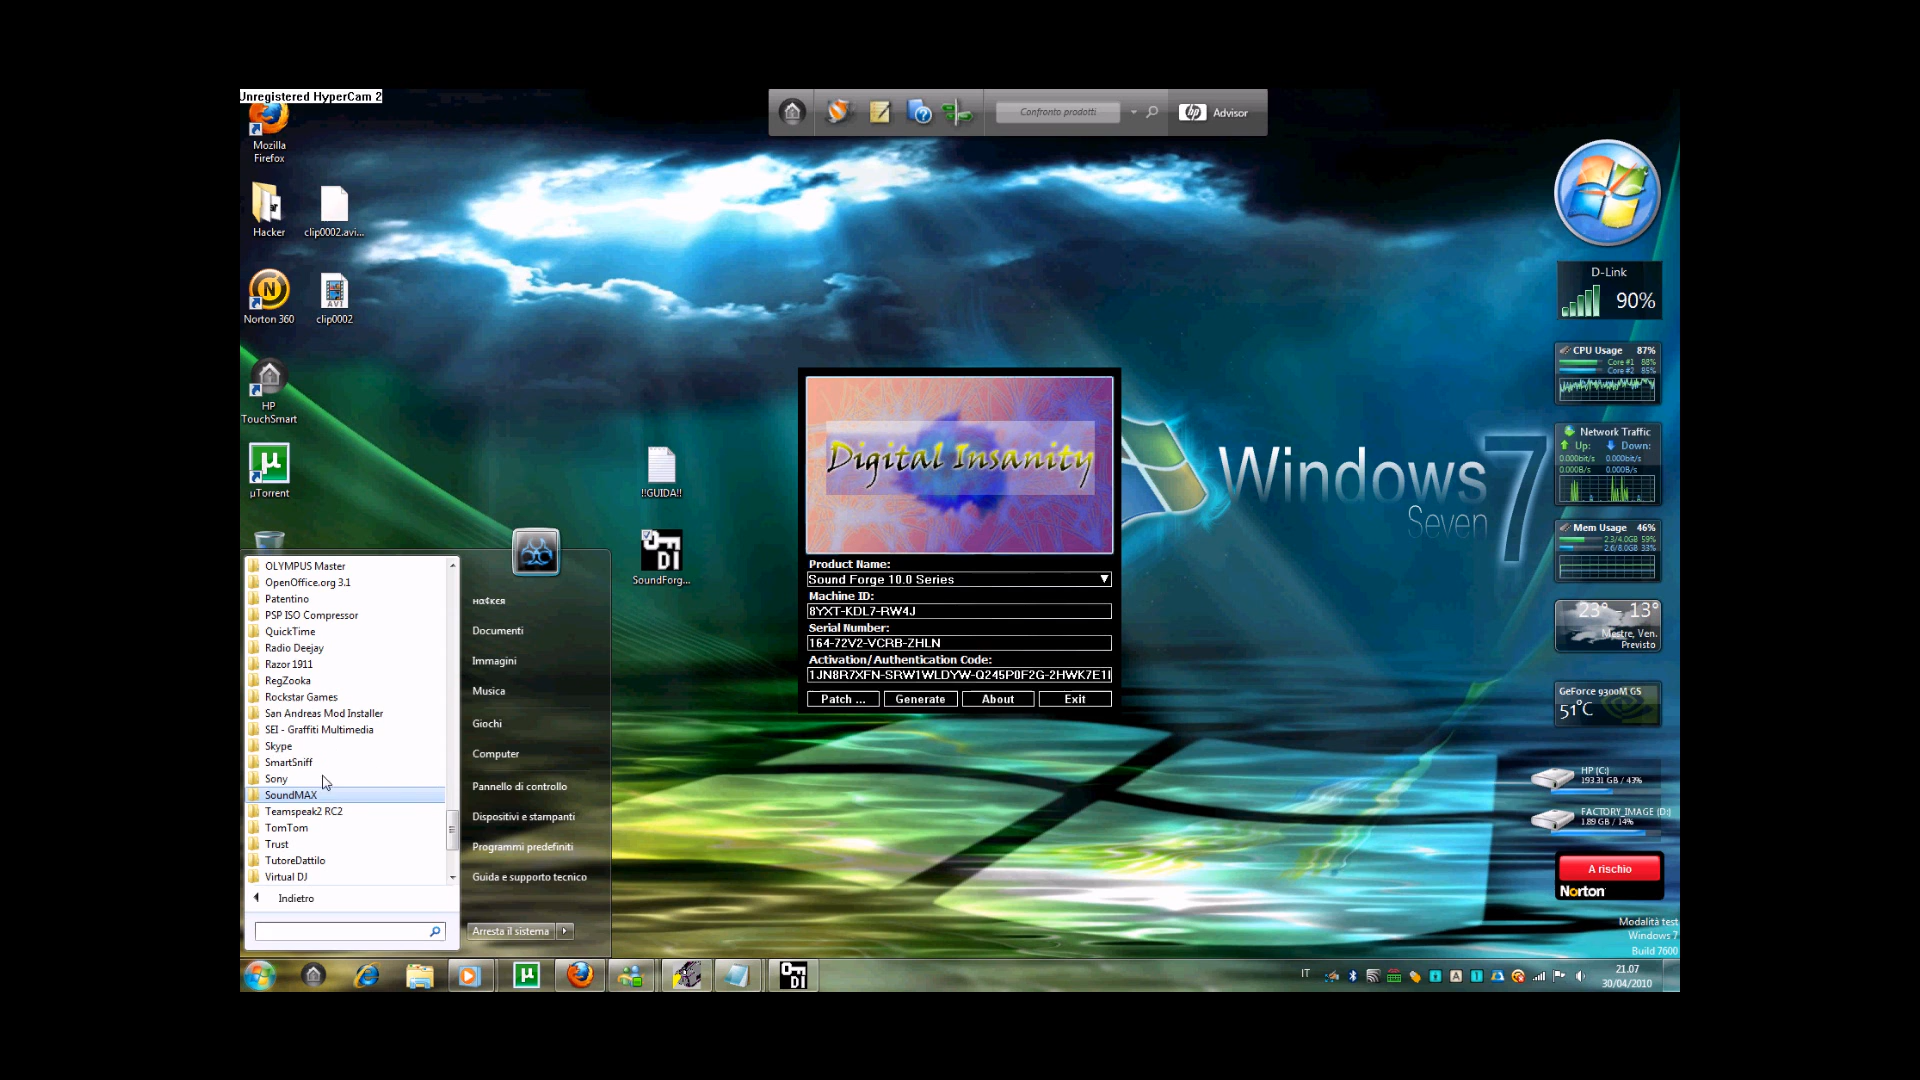 Unregistered HyperCam 2
Confronto prodotti
hp Advisor
Mozilla
Firefox
Hacker
clip0002.avi...
Norton 360
clip0002
HP
TouchSmart
µTorrent
!!GUIDA!!
SoundForg...
OLYMPUS Master
OpenOffice.org 3.1
Patentino
PSP ISO Compressor
QuickTime
Radio Deejay
Razor 1911
RegZooka
Rockstar Games
San Andreas Mod Installer
SEI - Graffiti Multimedia
Skype
SmartSniff
Sony
SoundMAX
Teamspeak2 RC2
TomTom
Trust
TutoreDattilo
Virtual DJ
Indietro
Documenti
Immagini
Musica
Giochi
Computer
Pannello di controllo
Dispositivi e stampanti
Programmi predefiniti
Guida e supporto tecnico
Arresta il sistema
Digital Insanity
Product Name:
Sound Forge 10.0 Series
Machine ID:
8YXT-KDL7-RW4J
Serial Number:
164-72V2-VCRB-ZHLN
Activation/Authentication Code:
1JN8R7XFN-SRW1WLDYW-Q245P0F2G-2HWK7E1
Patch ...
Generate
About
Exit
Windows 7
Seven
D-Link
90%
CPU Usage 87%
Core #1 88%
Core #2 85%
Network Traffic
Up: Down:
0.000bit/s 0.000bit/s
0.000B/s 0.000B/s
Mem Usage 46%
2.3/4.0GB 59%
2.6/8.0GB 33%
23° - 13°
Mestre, Ven.
Previsto
GeForce 9300M GS
51°C
HP (C:)
193.31 GB / 43%
FACTORY_IMAGE (D:)
1.89 GB / 14%
A rischio
Norton
Modalità test
Windows 7
Build 7600
IT
21.07
30/04/2010